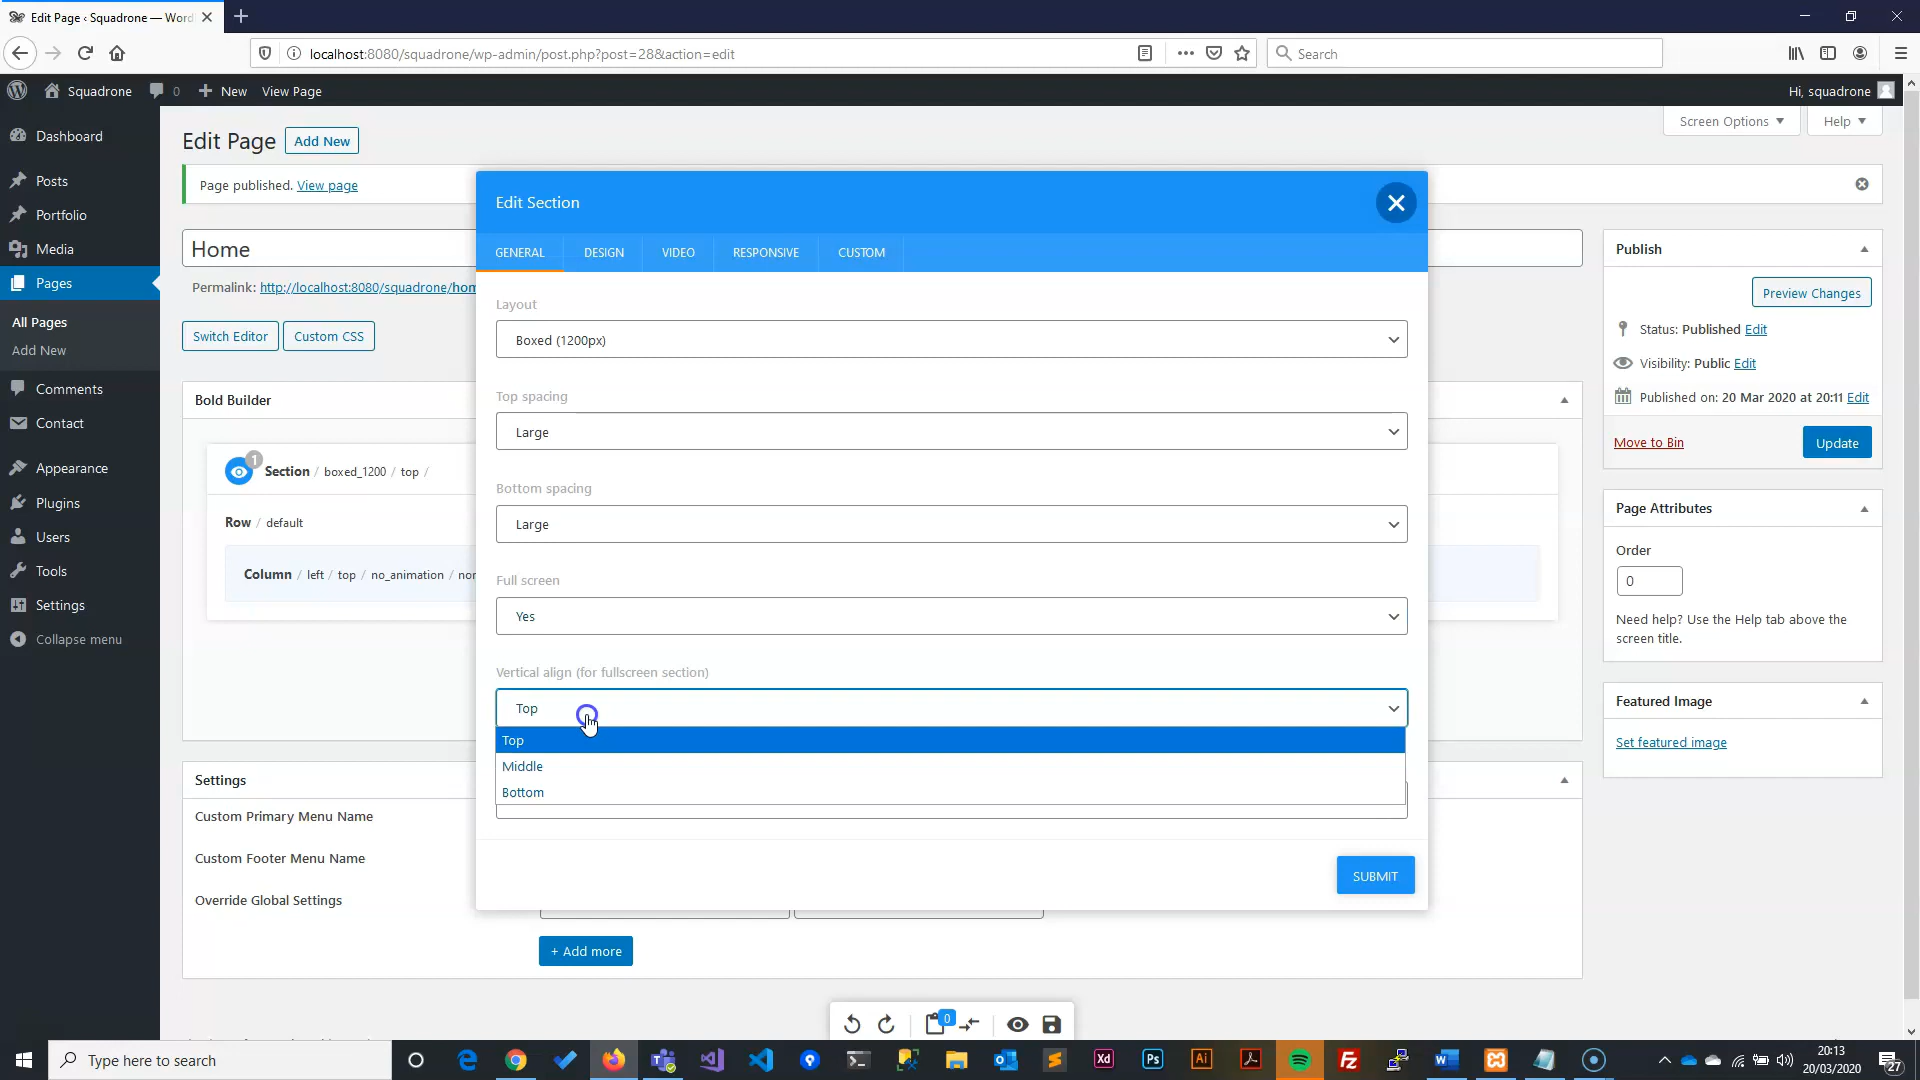 Edit Page ‹ Squadrone — Word
localhost:8080/squadrone/wp-admin/post.php?post=28&action=edit
Search
Squadrone
0
New
View Page
Hi, squadrone
Dashboard
Posts
Portfolio
Media
Pages
All Pages
Add New
Comments
Contact
Appearance
Plugins
Users
Tools
Settings
Collapse menu
Screen Options
Help
Edit Page
Add New
Page published. View page
Home
Permalink: http://localhost:8080/squadrone/hom
Switch Editor
Custom CSS
Bold Builder
1
Section / boxed_1200 / top /
Row / default
Column / left / top / no_animation / nor
Settings
Custom Primary Menu Name
Custom Footer Menu Name
Override Global Settings
+ Add more
Edit Section
GENERAL
DESIGN
VIDEO
RESPONSIVE
CUSTOM
Layout
Boxed (1200px)
Top spacing
Large
Bottom spacing
Large
Full screen
Yes
Vertical align (for fullscreen section)
Top
Top
Middle
Bottom
SUBMIT
Publish
Preview Changes
Status: Published Edit
Visibility: Public Edit
Published on: 20 Mar 2020 at 20:11 Edit
Move to Bin
Update
Page Attributes
Order
0
Need help? Use the Help tab above the
screen title.
Featured Image
Set featured image
0
Type here to search
Xd
Ps
Ai
Fz
20:13
20/03/2020
27